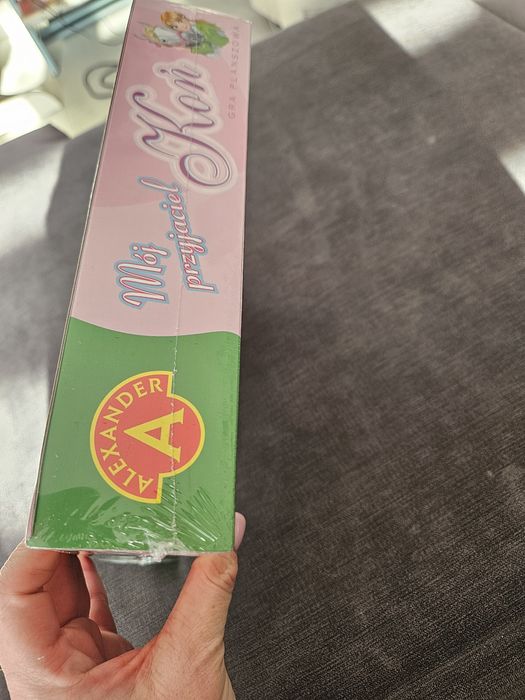 Mój
przyjaciel
Koń
GRA PLANSZOWA
ALEXANDER
A